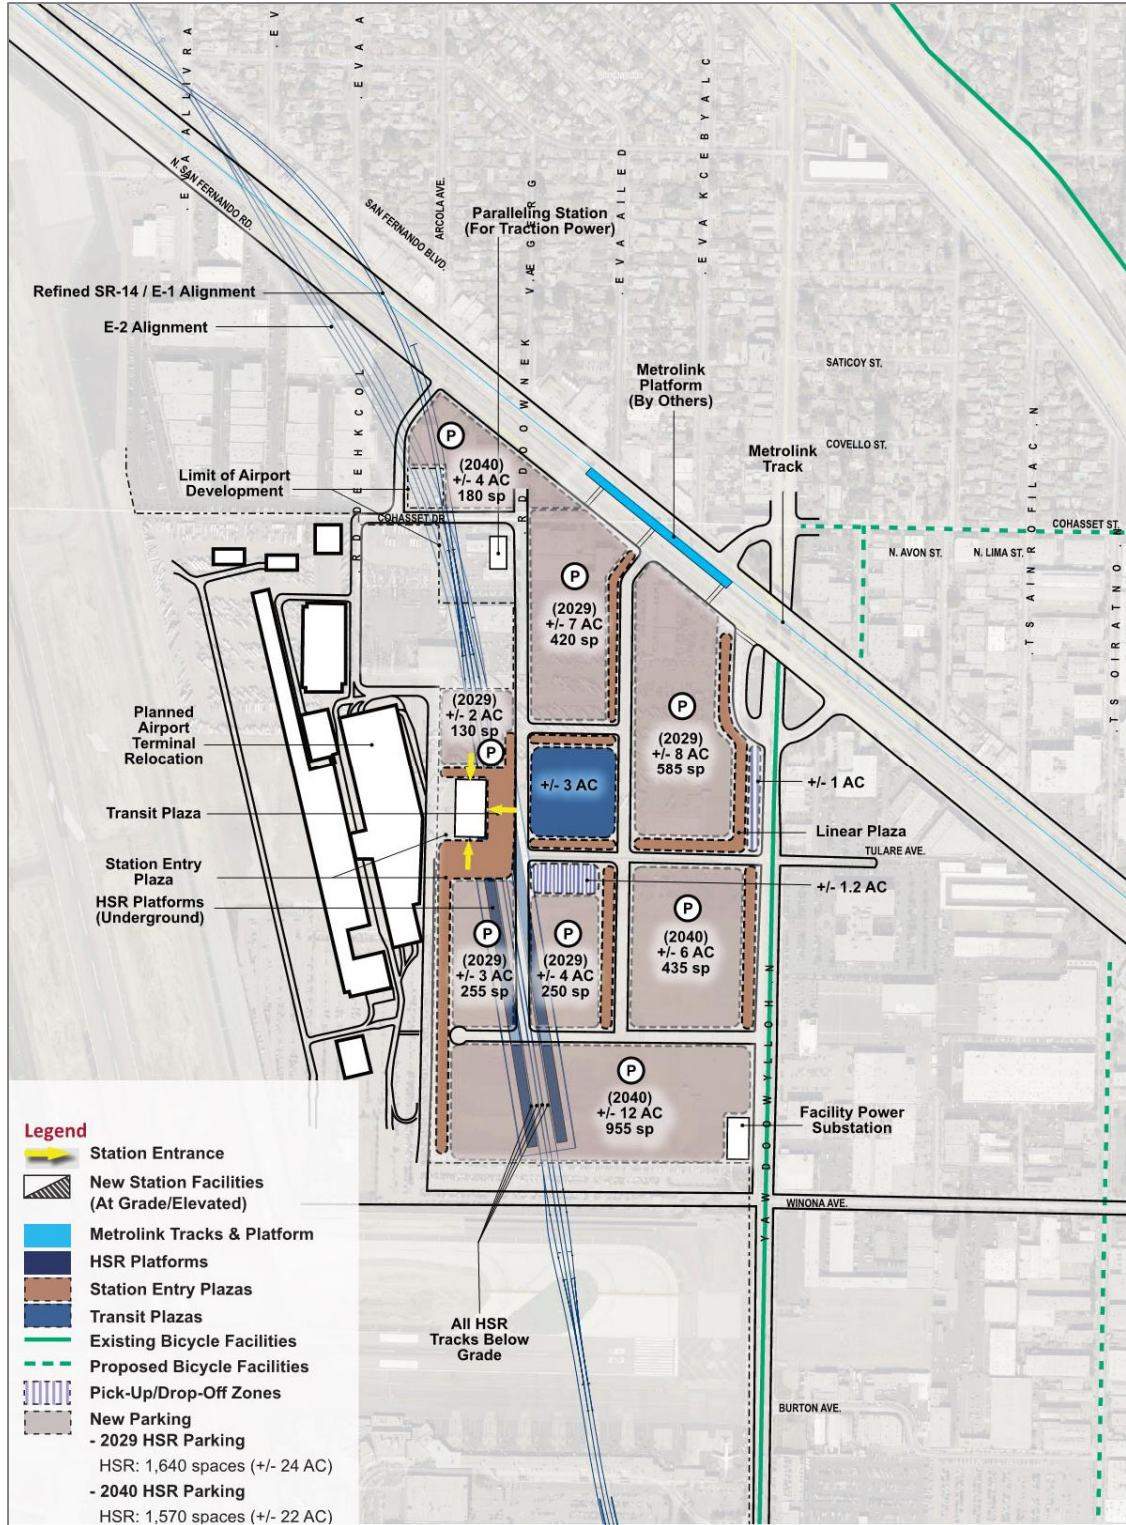 . E V A A L L I V R A
. E V
. E V A A
. E V A K C E B Y A L C
N. SAN FERNANDO RD.
SAN FERNANDO BLVD.
ARCOLA AVE.
Paralleling Station
(For Traction Power)
. E V A A I L E D
Refined SR-14 / E-1 Alignment
E-2 Alignment
SATICOY ST.
Metrolink
Platform
(By Others)
COVELLO ST.
Metrolink
Track
P
(2040)
+/- 4 AC
180 sp
Limit of Airport
Development
COHASSET DR.
. R D D O O W N E K
. R D D E E H K C O L
COHASSET ST.
N. AVON ST.
N. LIMA ST.
. T S A I N R O F I L A C . N
. T S O I R A T N O . N
P
(2029)
+/- 7 AC
420 sp
(2029)
+/- 2 AC
130 sp
P
P
(2029)
+/- 8 AC
585 sp
Planned
Airport
Terminal
Relocation
+/- 3 AC
+/- 1 AC
Transit Plaza
Linear Plaza
TULARE AVE.
Station Entry
Plaza
+/- 1.2 AC
HSR Platforms
(Underground)
P
(2029)
+/- 3 AC
255 sp
P
(2029)
+/- 4 AC
250 sp
P
(2040)
+/- 6 AC
435 sp
P
(2040)
+/- 12 AC
955 sp
Facility Power
Substation
Y A W D O O W Y L L O H . N
WINONA AVE.
All HSR
Tracks Below
Grade
BURTON AVE.
Legend
Station Entrance
New Station Facilities
(At Grade/Elevated)
Metrolink Tracks & Platform
HSR Platforms
Station Entry Plazas
Transit Plazas
Existing Bicycle Facilities
Proposed Bicycle Facilities
Pick-Up/Drop-Off Zones
New Parking
- 2029 HSR Parking
HSR: 1,640 spaces (+/- 24 AC)
- 2040 HSR Parking
HSR: 1,570 spaces (+/- 22 AC)